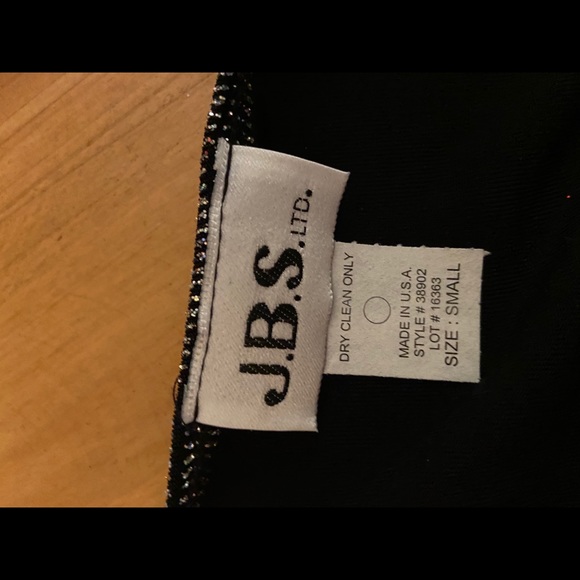 J.B.S. LTD.
DRY CLEAN ONLY
MADE IN U.S.A.
STYLE # 38902
LOT # 16363
SIZE : SMALL